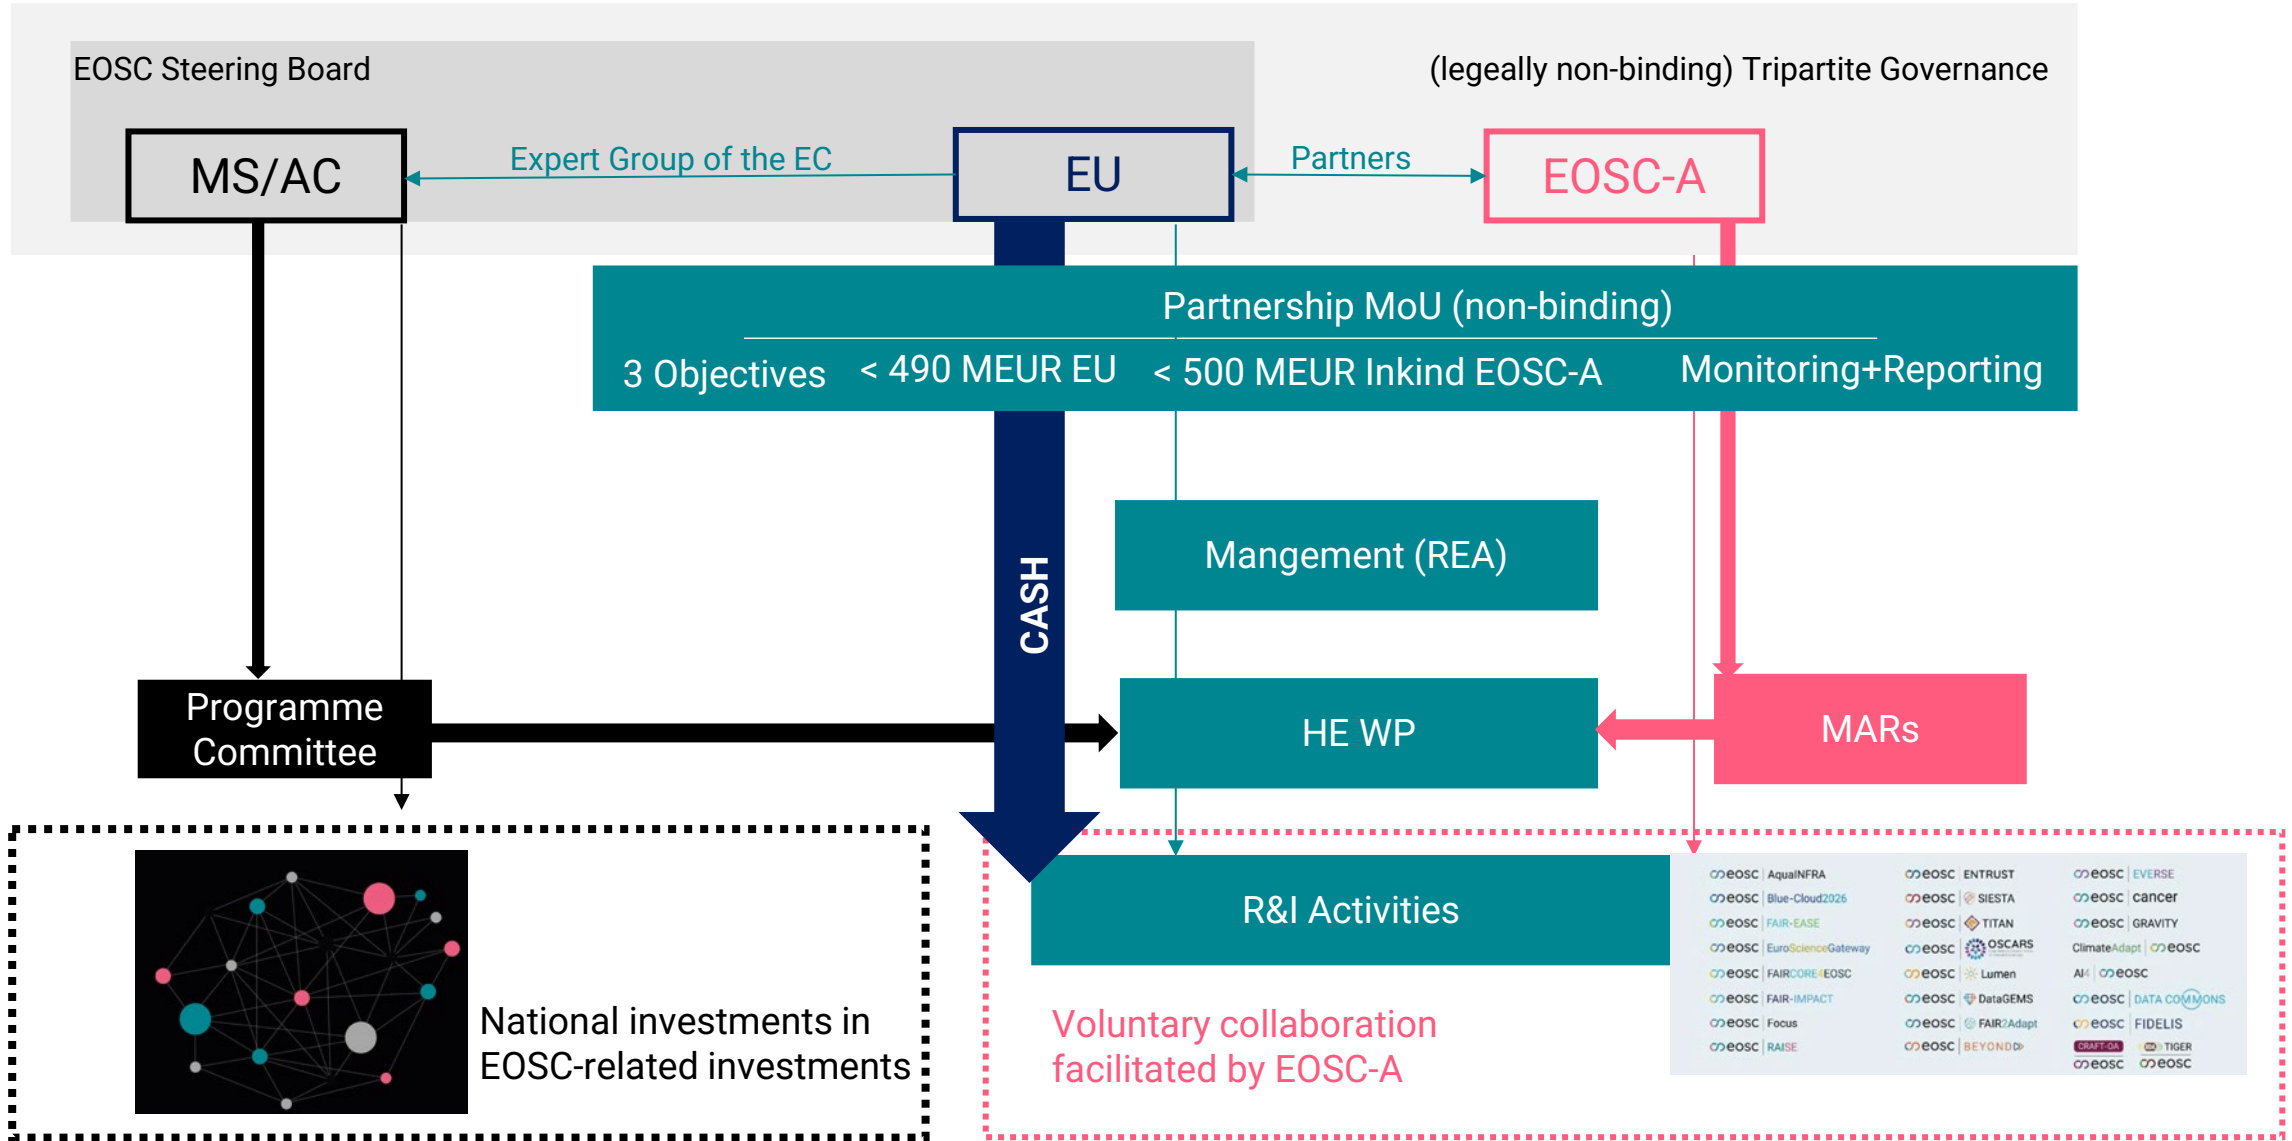 EOSC Steering Board
(legeally non-binding) Tripartite Governance
MS/AC
Expert Group of the EC
EU
Partners
EOSC-A
Partnership MoU (non-binding)
3 Objectives
< 490 MEUR EU
< 500 MEUR Inkind EOSC-A
Monitoring+Reporting
CASH
Mangement (REA)
Programme
Committee
HE WP
MARs
R&I Activities
National investments in
EOSC-related investments
Voluntary collaboration
facilitated by EOSC-A
eosc AquaINFRA
eosc Blue-Cloud2026
eosc FAIR-EASE
eosc EuroScienceGateway
eosc FAIRCORE4EOSC
eosc FAIR-IMPACT
eosc Focus
eosc RAISE
eosc ENTRUST
eosc SIESTA
eosc TITAN
eosc OSCARS
eosc Lumen
eosc DataGEMS
eosc FAIR2Adapt
eosc BEYOND
eosc EVERSE
eosc cancer
eosc GRAVITY
ClimateAdapt eosc
AI4 eosc
eosc DATA COMMONS
eosc FIDELIS
CRAFT-OA TIGER
eosc eosc